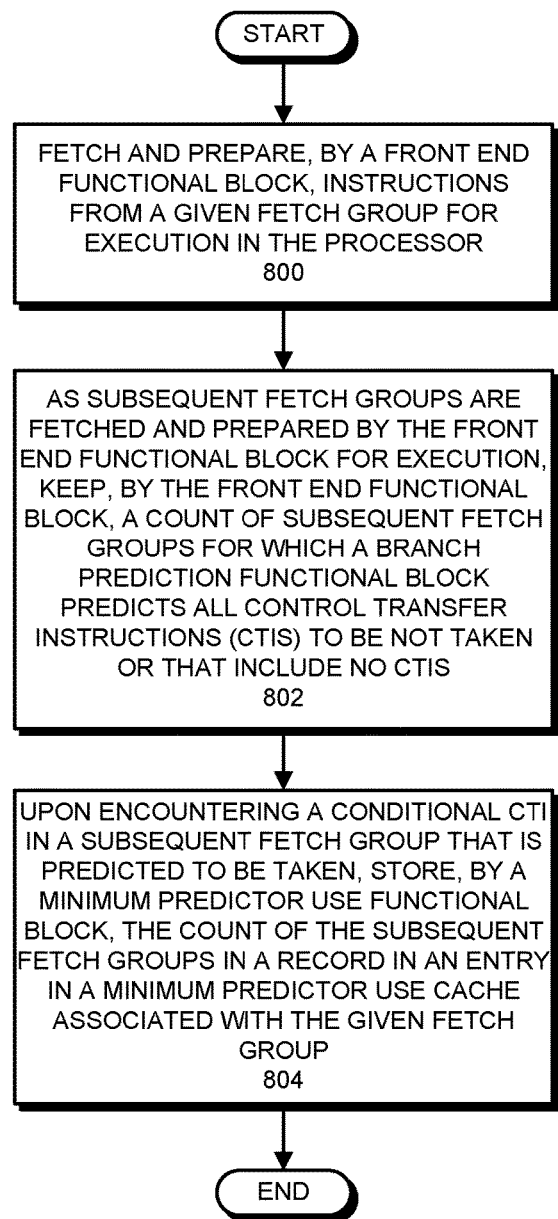 START
FETCH AND PREPARE, BY A FRONT END
FUNCTIONAL BLOCK, INSTRUCTIONS
FROM A GIVEN FETCH GROUP FOR
EXECUTION IN THE PROCESSOR
800
AS SUBSEQUENT FETCH GROUPS ARE
FETCHED AND PREPARED BY THE FRONT
END FUNCTIONAL BLOCK FOR EXECUTION,
KEEP, BY THE FRONT END FUNCTIONAL
BLOCK, A COUNT OF SUBSEQUENT FETCH
GROUPS FOR WHICH A BRANCH
PREDICTION FUNCTIONAL BLOCK
PREDICTS ALL CONTROL TRANSFER
INSTRUCTIONS (CTIS) TO BE NOT TAKEN
OR THAT INCLUDE NO CTIS
802
UPON ENCOUNTERING A CONDITIONAL CTI
IN A SUBSEQUENT FETCH GROUP THAT IS
PREDICTED TO BE TAKEN, STORE, BY A
MINIMUM PREDICTOR USE FUNCTIONAL
BLOCK, THE COUNT OF THE SUBSEQUENT
FETCH GROUPS IN A RECORD IN AN ENTRY
IN A MINIMUM PREDICTOR USE CACHE
ASSOCIATED WITH THE GIVEN FETCH
GROUP
804
END